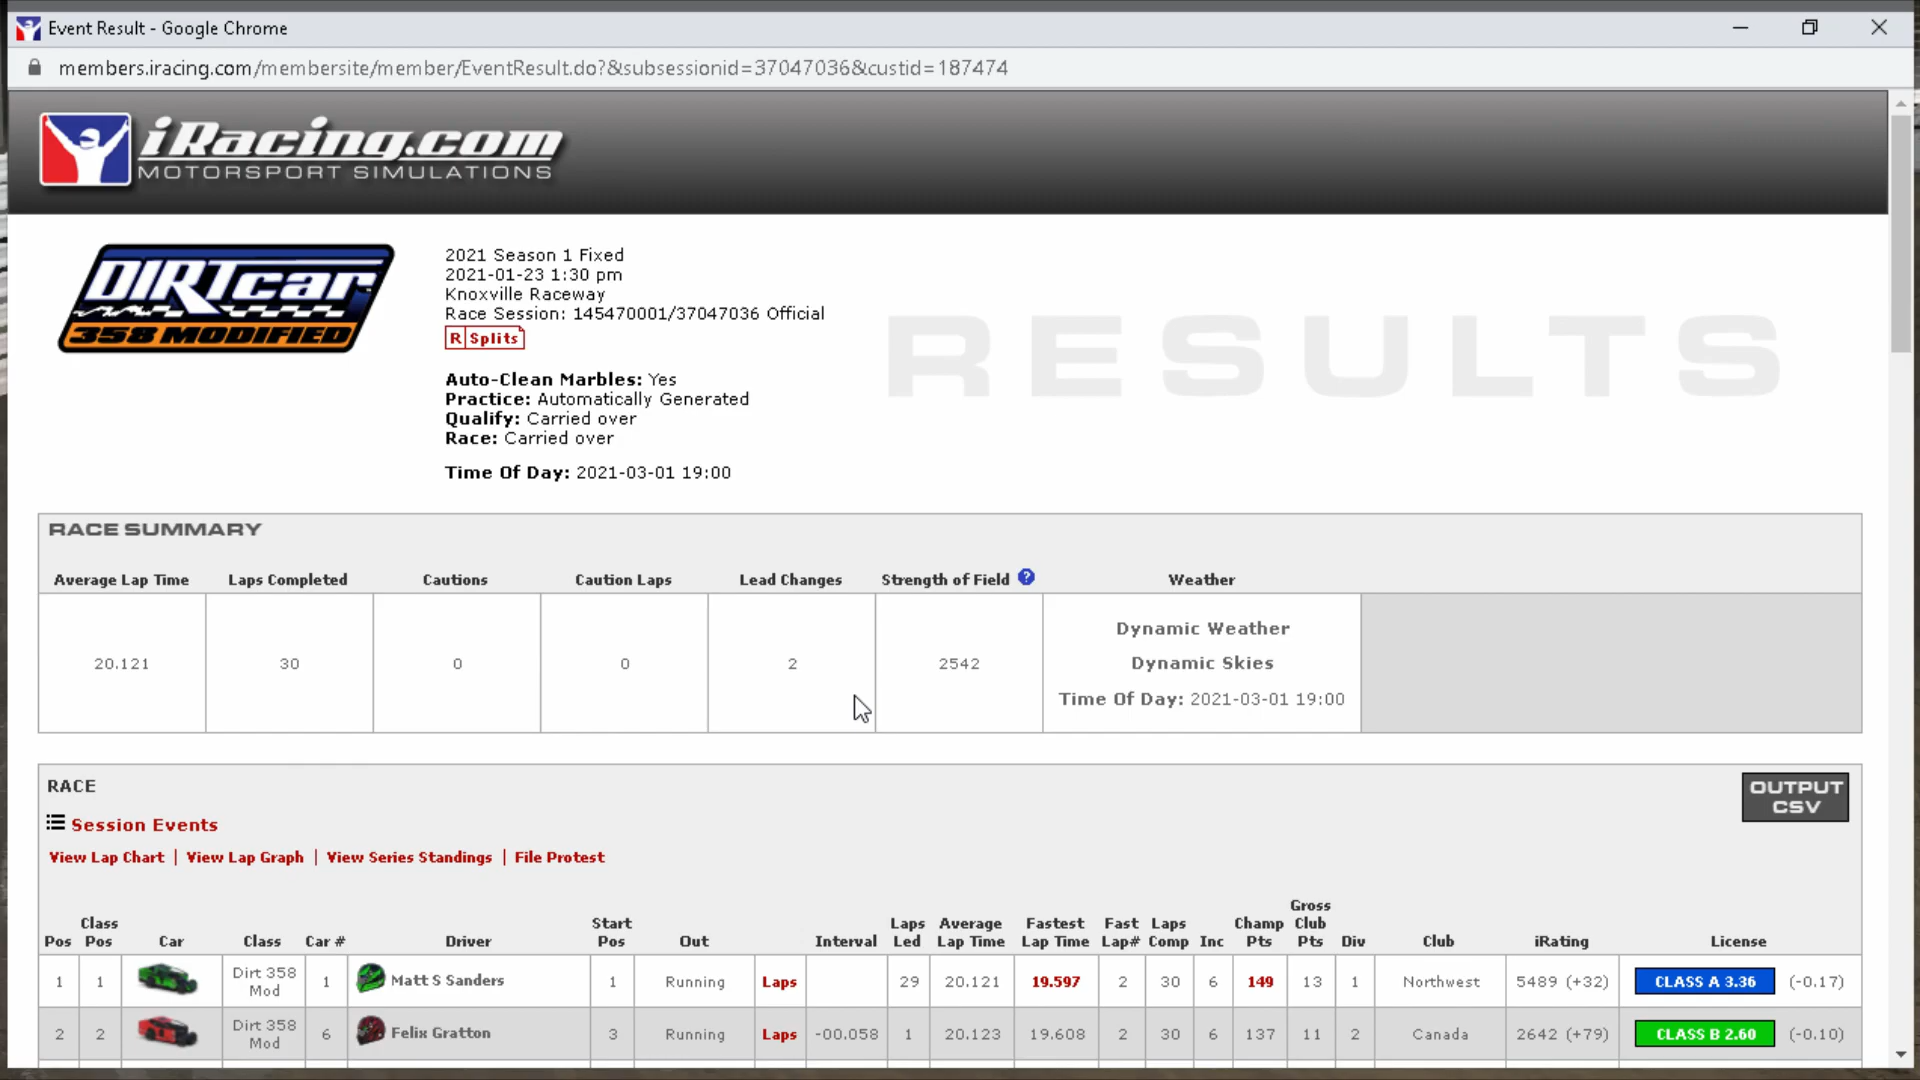 Event Result - Google Chrome
members.iracing.com/membersite/member/EventResult.do?&subsessionid=37047036&custid=187474
iRacing.com
MOTORSPORT SIMULATIONS
DIRTcar
358 MODIFIED
2021 Season 1 Fixed
2021-01-23 1:30 pm
Knoxville Raceway
Race Session: 145470001/37047036 Official
R Splits
RESULTS
Auto-Clean Marbles: Yes
Practice: Automatically Generated
Qualify: Carried over
Race: Carried over
Time Of Day: 2021-03-01 19:00
RACE SUMMARY
Average Lap Time Laps Completed Cautions Caution Laps Lead Changes Strength of Field ? Weather
Dynamic Weather
20.121 30 0 0 2 2542 Dynamic Skies
Time Of Day: 2021-03-01 19:00
RACE
OUTPUT
CSV
Session Events
View Lap Chart | View Lap Graph | View Series Standings | File Protest
Pos Class Pos Car Class Car # Driver Start Pos Out Interval Laps Led Average Lap Time Fastest Lap Time Fast Lap# Laps Comp Inc Champ Pts Gross Club Pts Div Club iRating License
1 1 Dirt 358 Mod 1 Matt S Sanders 1 Running Laps 29 20.121 19.597 2 30 6 149 13 1 Northwest 5489 (+32) CLASS A 3.36 (-0.17)
2 2 Dirt 358 Mod 6 Felix Gratton 3 Running Laps -00.058 1 20.123 19.608 2 30 6 137 11 2 Canada 2642 (+79) CLASS B 2.60 (-0.10)